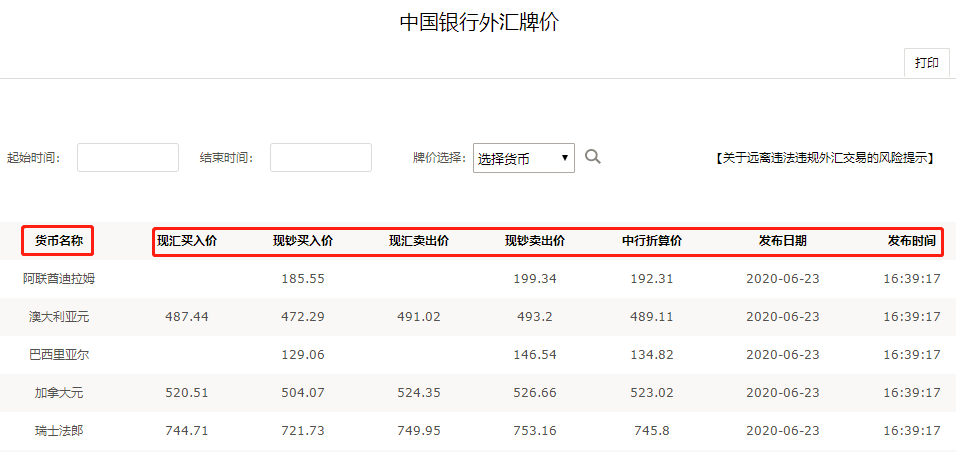 中国银行外汇牌价
打印
起始时间： 结束时间： 牌价选择： 选择货币 【关于远离违法违规外汇交易的风险提示】
货币名称 现汇买入价 现钞买入价 现汇卖出价 现钞卖出价 中行折算价 发布日期 发布时间
阿联酋迪拉姆 185.55 199.34 192.31 2020-06-23 16:39:17
澳大利亚元 487.44 472.29 491.02 493.2 489.11 2020-06-23 16:39:17
巴西里亚尔 129.06 146.54 134.82 2020-06-23 16:39:17
加拿大元 520.51 504.07 524.35 526.66 523.02 2020-06-23 16:39:17
瑞士法郎 744.71 721.73 749.95 753.16 745.8 2020-06-23 16:39:17